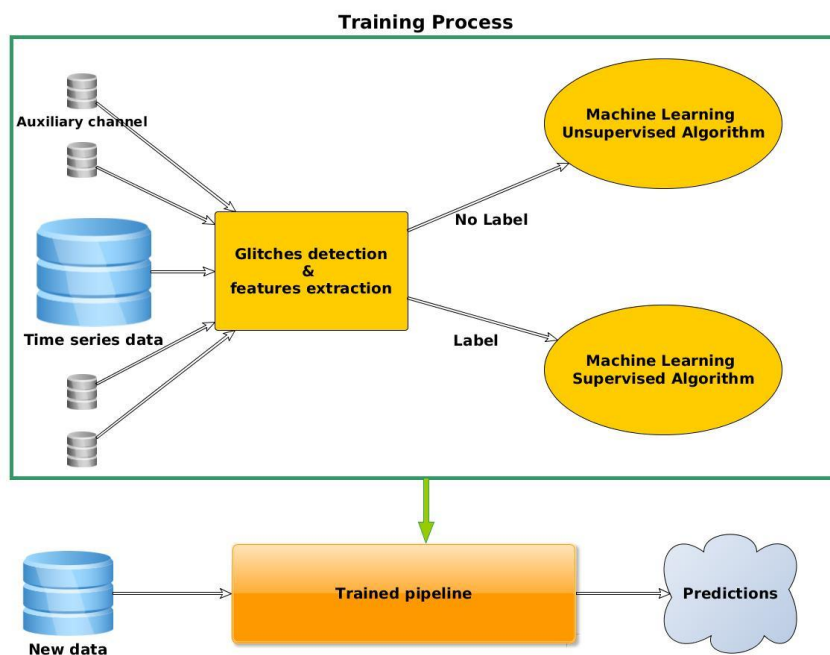 Training Process
Auxiliary channel
Machine Learning
Unsupervised Algorithm
No Label
Glitches detection
&
features extraction
Time series data
Label
Machine Learning
Supervised Algorithm
Trained pipeline
Predictions
New data